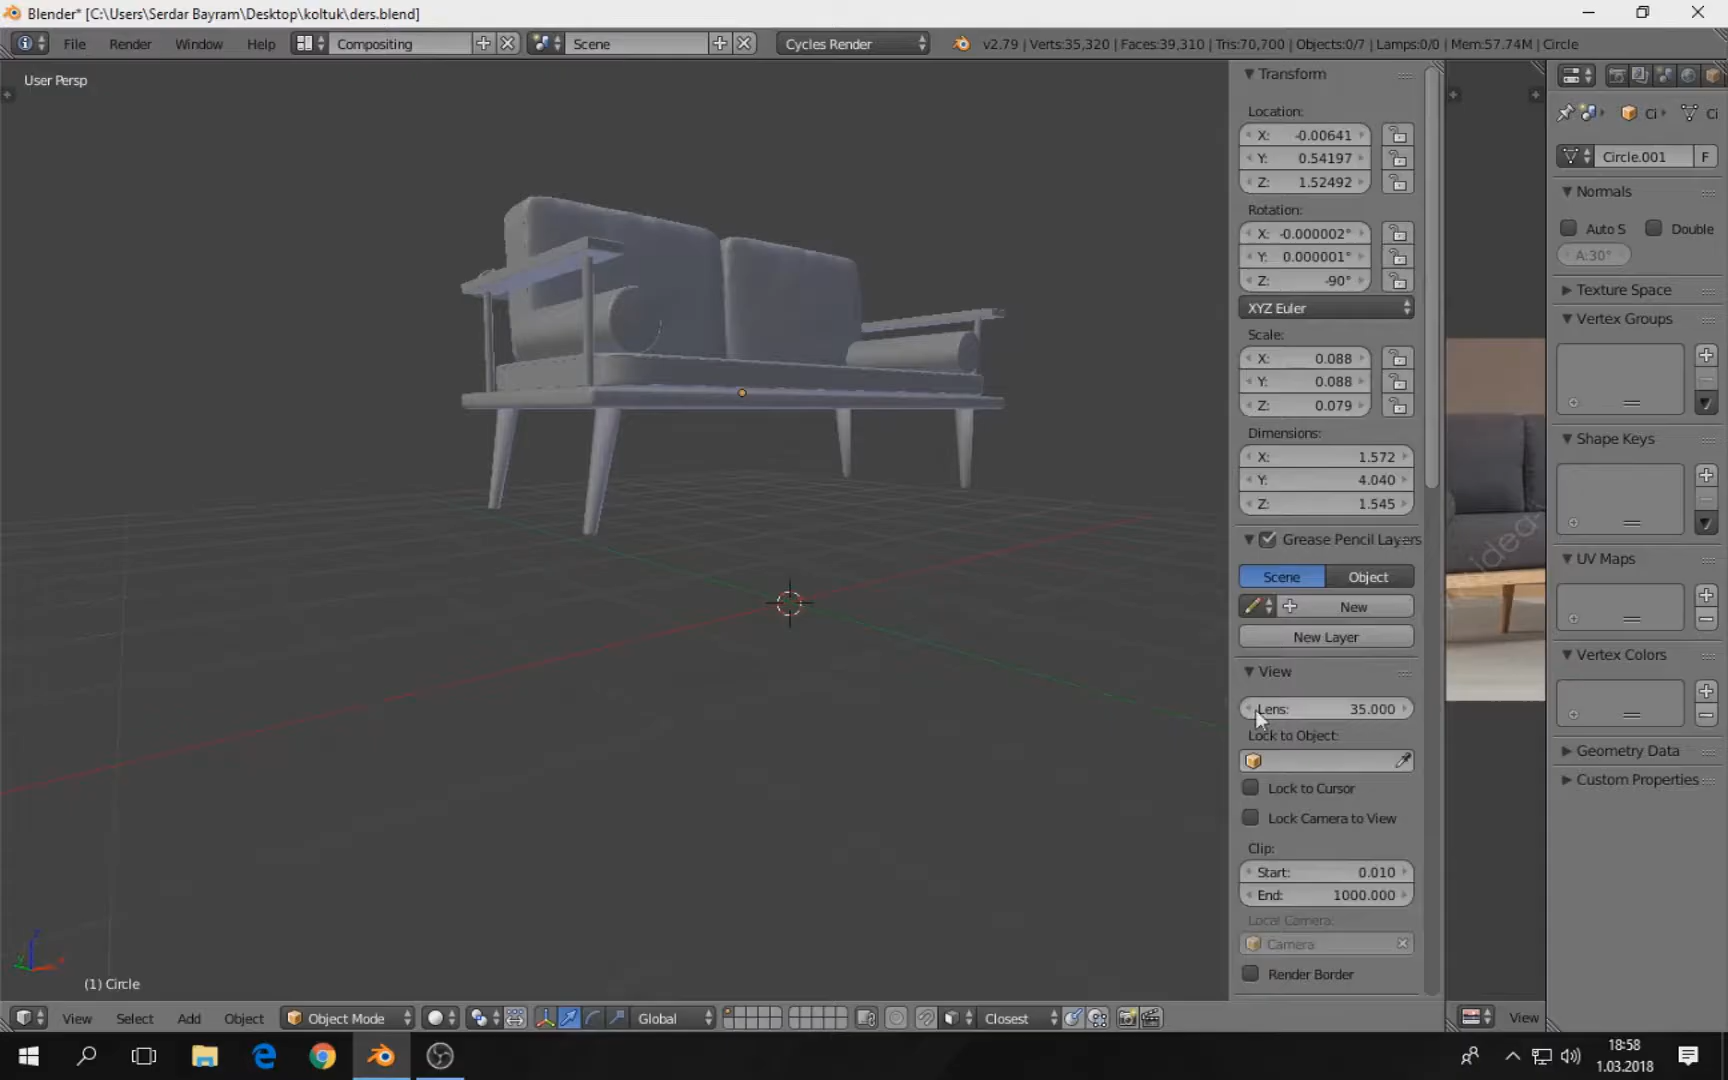 Blender* [C:\Users\Serdar Bayram\Desktop\koltuk\ders.blend]
File Render Window Help Compositing Scene Cycles Render v2.79 | Verts:35,320 | Faces:39,310 | Tris:70,700 | Objects:0/7 | Lamps:0/0 | Mem:57.74M | Circle
User Persp
Transform
Location:
X: -0.00641
Y: 0.54197
Z: 1.52492
Rotation:
X: -0.000002°
Y: 0.000001°
Z: -90°
XYZ Euler
Scale:
X: 0.088
Y: 0.088
Z: 0.079
Dimensions:
X: 1.572
Y: 4.040
Z: 1.545
Grease Pencil Layers
Scene Object
New
New Layer
View
Lens: 35.000
Lock to Object:
Lock to Cursor
Lock Camera to View
Clip:
Start: 0.010
End: 1000.000
Local Camera:
Camera
Render Border
Ci Ci
Circle.001 F
Normals
Auto S Double
A:30°
Texture Space
Vertex Groups
Shape Keys
UV Maps
Vertex Colors
Geometry Data
Custom Properties
idea
(1) Circle
View Select Add Object Object Mode Global Closest View
18:58
1.03.2018